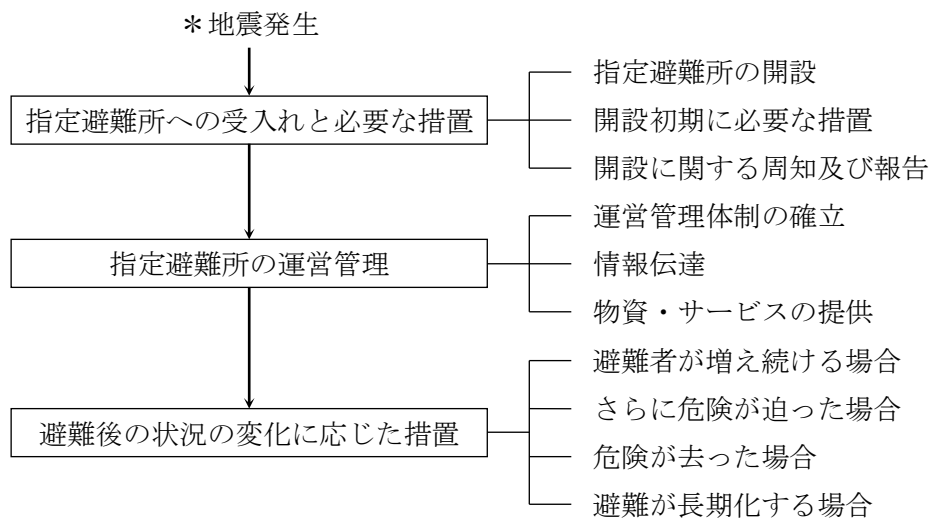 ＊地震発生
指定避難所への受入れと必要な措置
指定避難所の開設
開設初期に必要な措置
開設に関する周知及び報告
指定避難所の運営管理
運営管理体制の確立
情報伝達
物資・サービスの提供
避難後の状況の変化に応じた措置
避難者が増え続ける場合
さらに危険が迫った場合
危険が去った場合
避難が長期化する場合